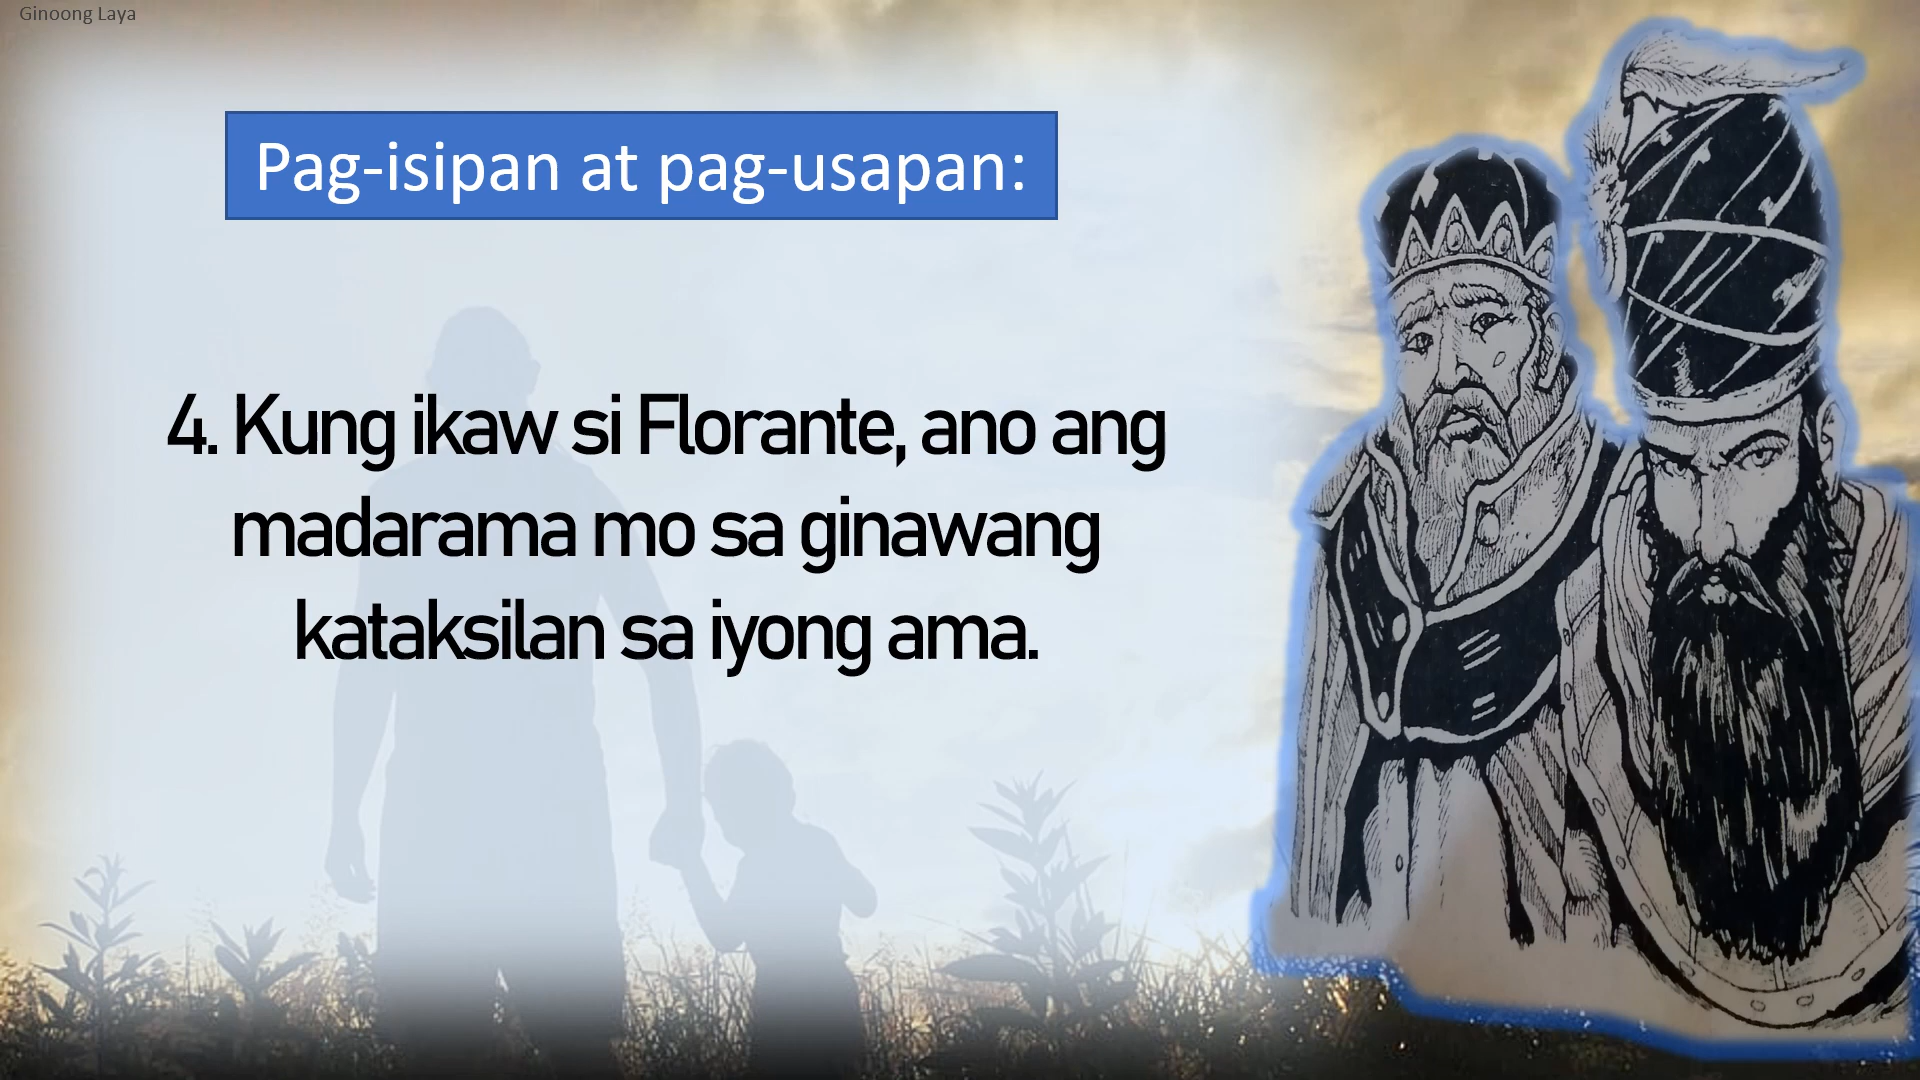 Ginoong Laya
Pag-isipan at pag-usapan:
4. Kung ikaw si Florante, ano ang
madarama mo sa ginawang
kataksilan sa iyong ama.